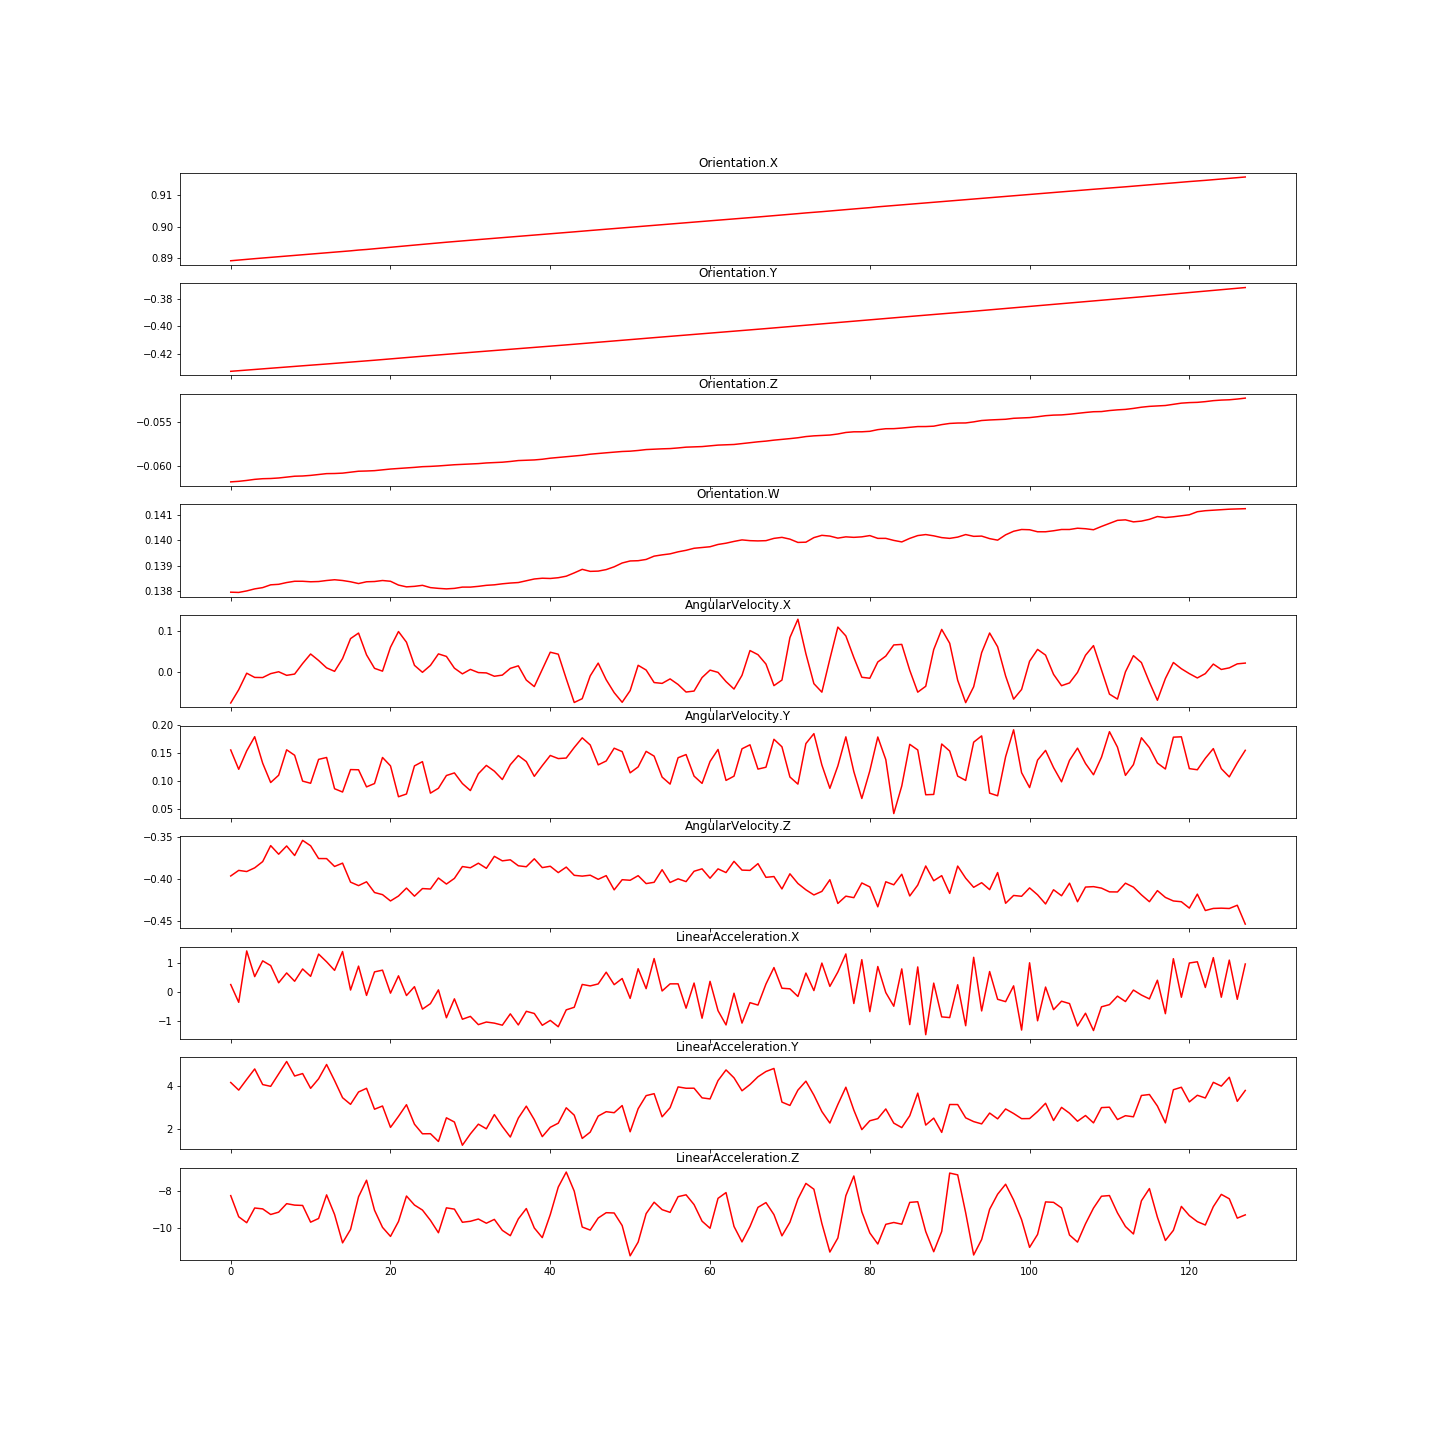 Orientation.X
0.91
0.90
0.89
Orientation.Y
−0.38
−0.40
−0.42
Orientation.Z
−0.055
−0.060
Orientation.W
0.141
0.140
0.139
0.138
AngularVelocity.X
0.1
0.0
AngularVelocity.Y
0.20
0.15
0.10
0.05
AngularVelocity.Z
−0.35
−0.40
−0.45
LinearAcceleration.X
1
0
−1
LinearAcceleration.Y
4
2
LinearAcceleration.Z
−8
−10
0 20 40 60 80 100 120